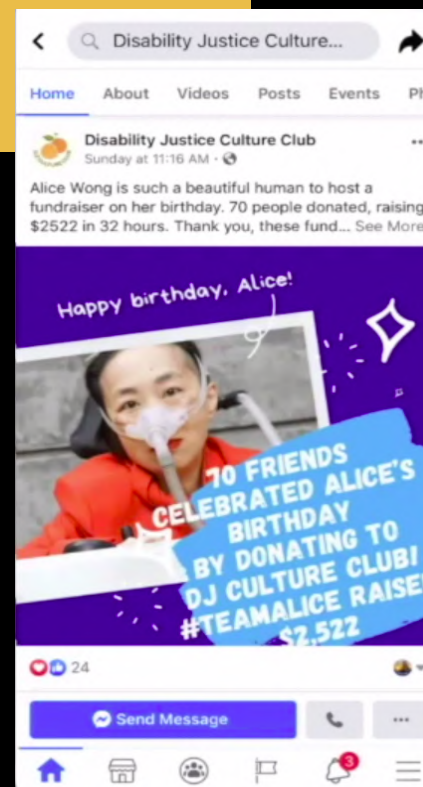 Disability Justice Culture...
Home About Videos Posts Events Ph
Disability Justice Culture Club
Sunday at 11:16 AM ·
Alice Wong is such a beautiful human to host a
fundraiser on her birthday. 70 people donated, raising
$2522 in 32 hours. Thank you, these fund... See More
Happy birthday, Alice!
70 FRIENDS
CELEBRATED ALICE'S
BIRTHDAY
BY DONATING TO
DJ CULTURE CLUB!
#TEAMALICE RAISE
$2,522
24
Send Message
3